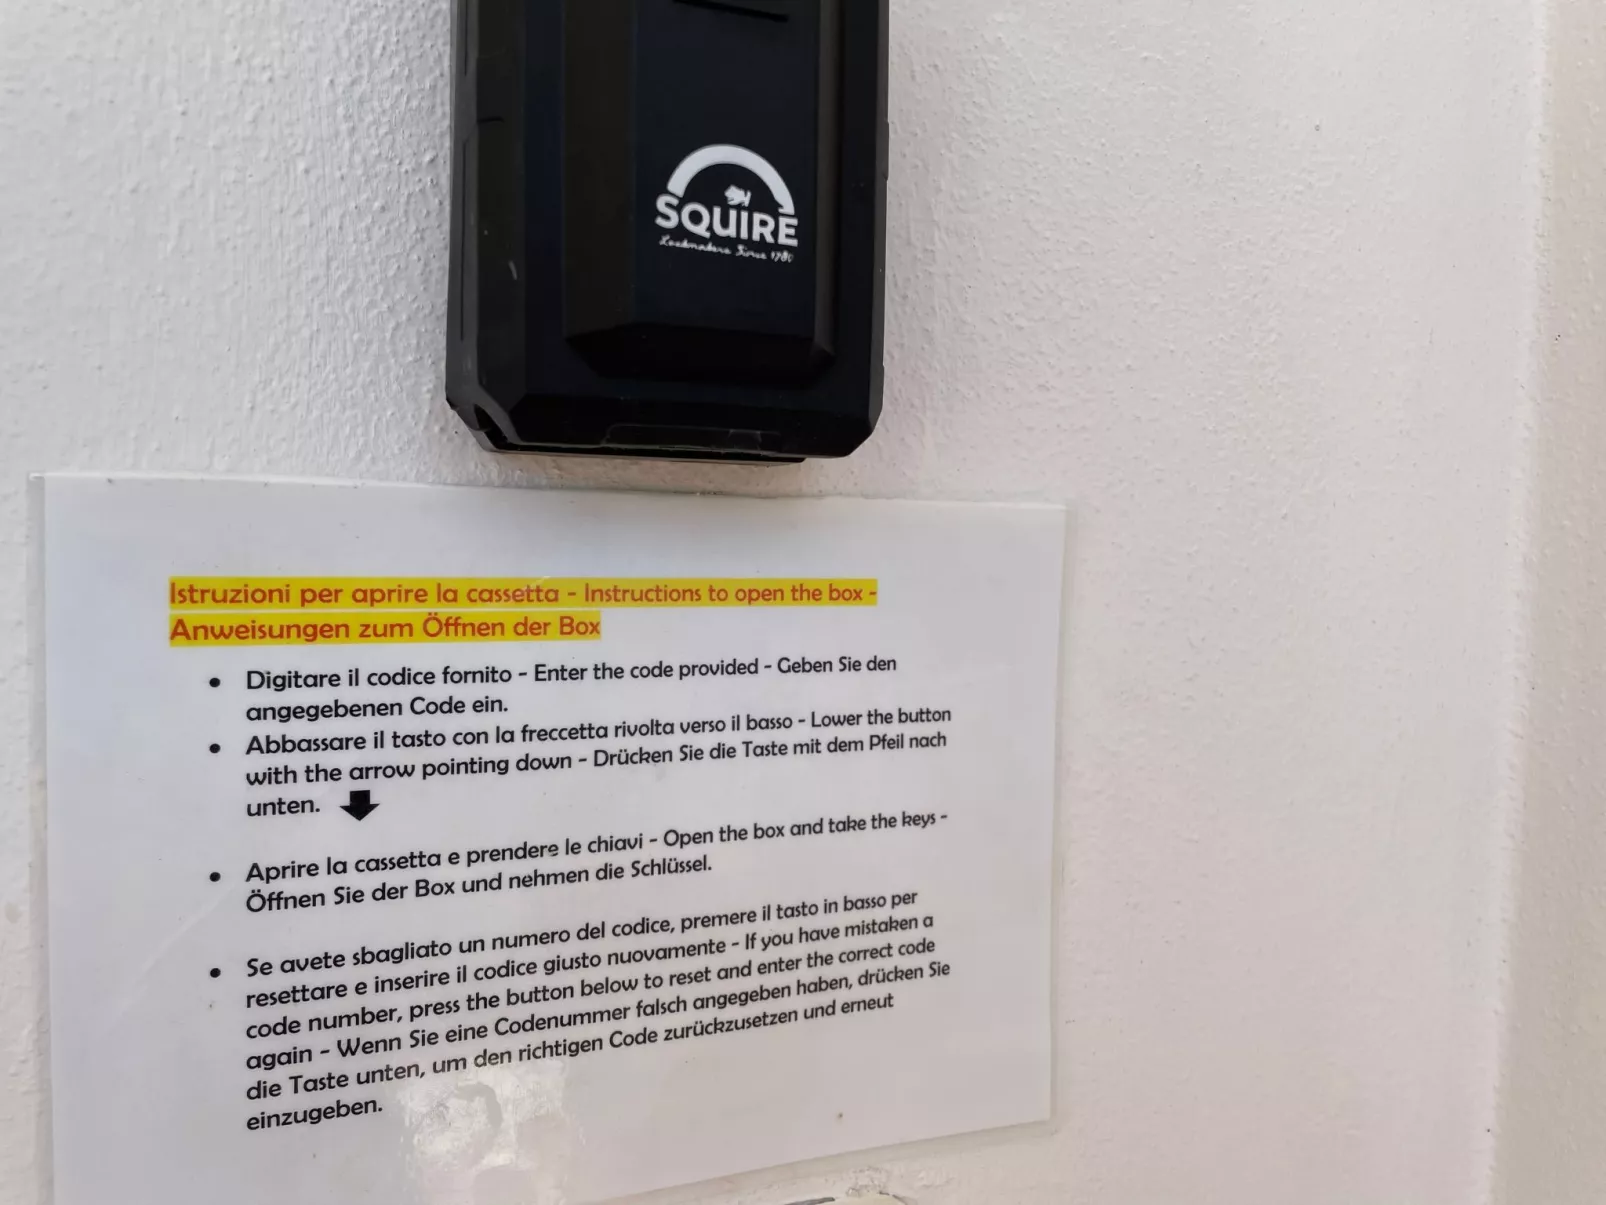 SQUIRE
Lockmakers Since 1780
Istruzioni per aprire la cassetta - Instructions to open the box -
Anweisungen zum Öffnen der Box
• Digitare il codice fornito - Enter the code provided - Geben Sie den
angegebenen Code ein.
• Abbassare il tasto con la freccetta rivolta verso il basso - Lower the button
with the arrow pointing down - Drücken Sie die Taste mit dem Pfeil nach
unten.
• Aprire la cassetta e prendere le chiavi - Open the box and take the keys -
Öffnen Sie der Box und nehmen die Schlüssel.
• Se avete sbagliato un numero del codice, premere il tasto in basso per
resettare e inserire il codice giusto nuovamente - If you have mistaken a
code number, press the button below to reset and enter the correct code
again - Wenn Sie eine Codenummer falsch angegeben haben, drücken Sie
die Taste unten, um den richtigen Code zurückzusetzen und erneut
einzugeben.